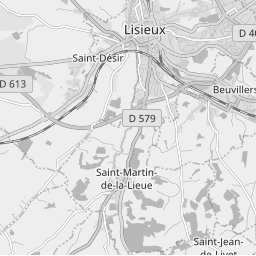 Lisieux
D 40
Saint-Désir
D 613
Beuvillers
D 579
Saint-Martin-
de-la-Lieue
Saint-Jean-
de-Livet